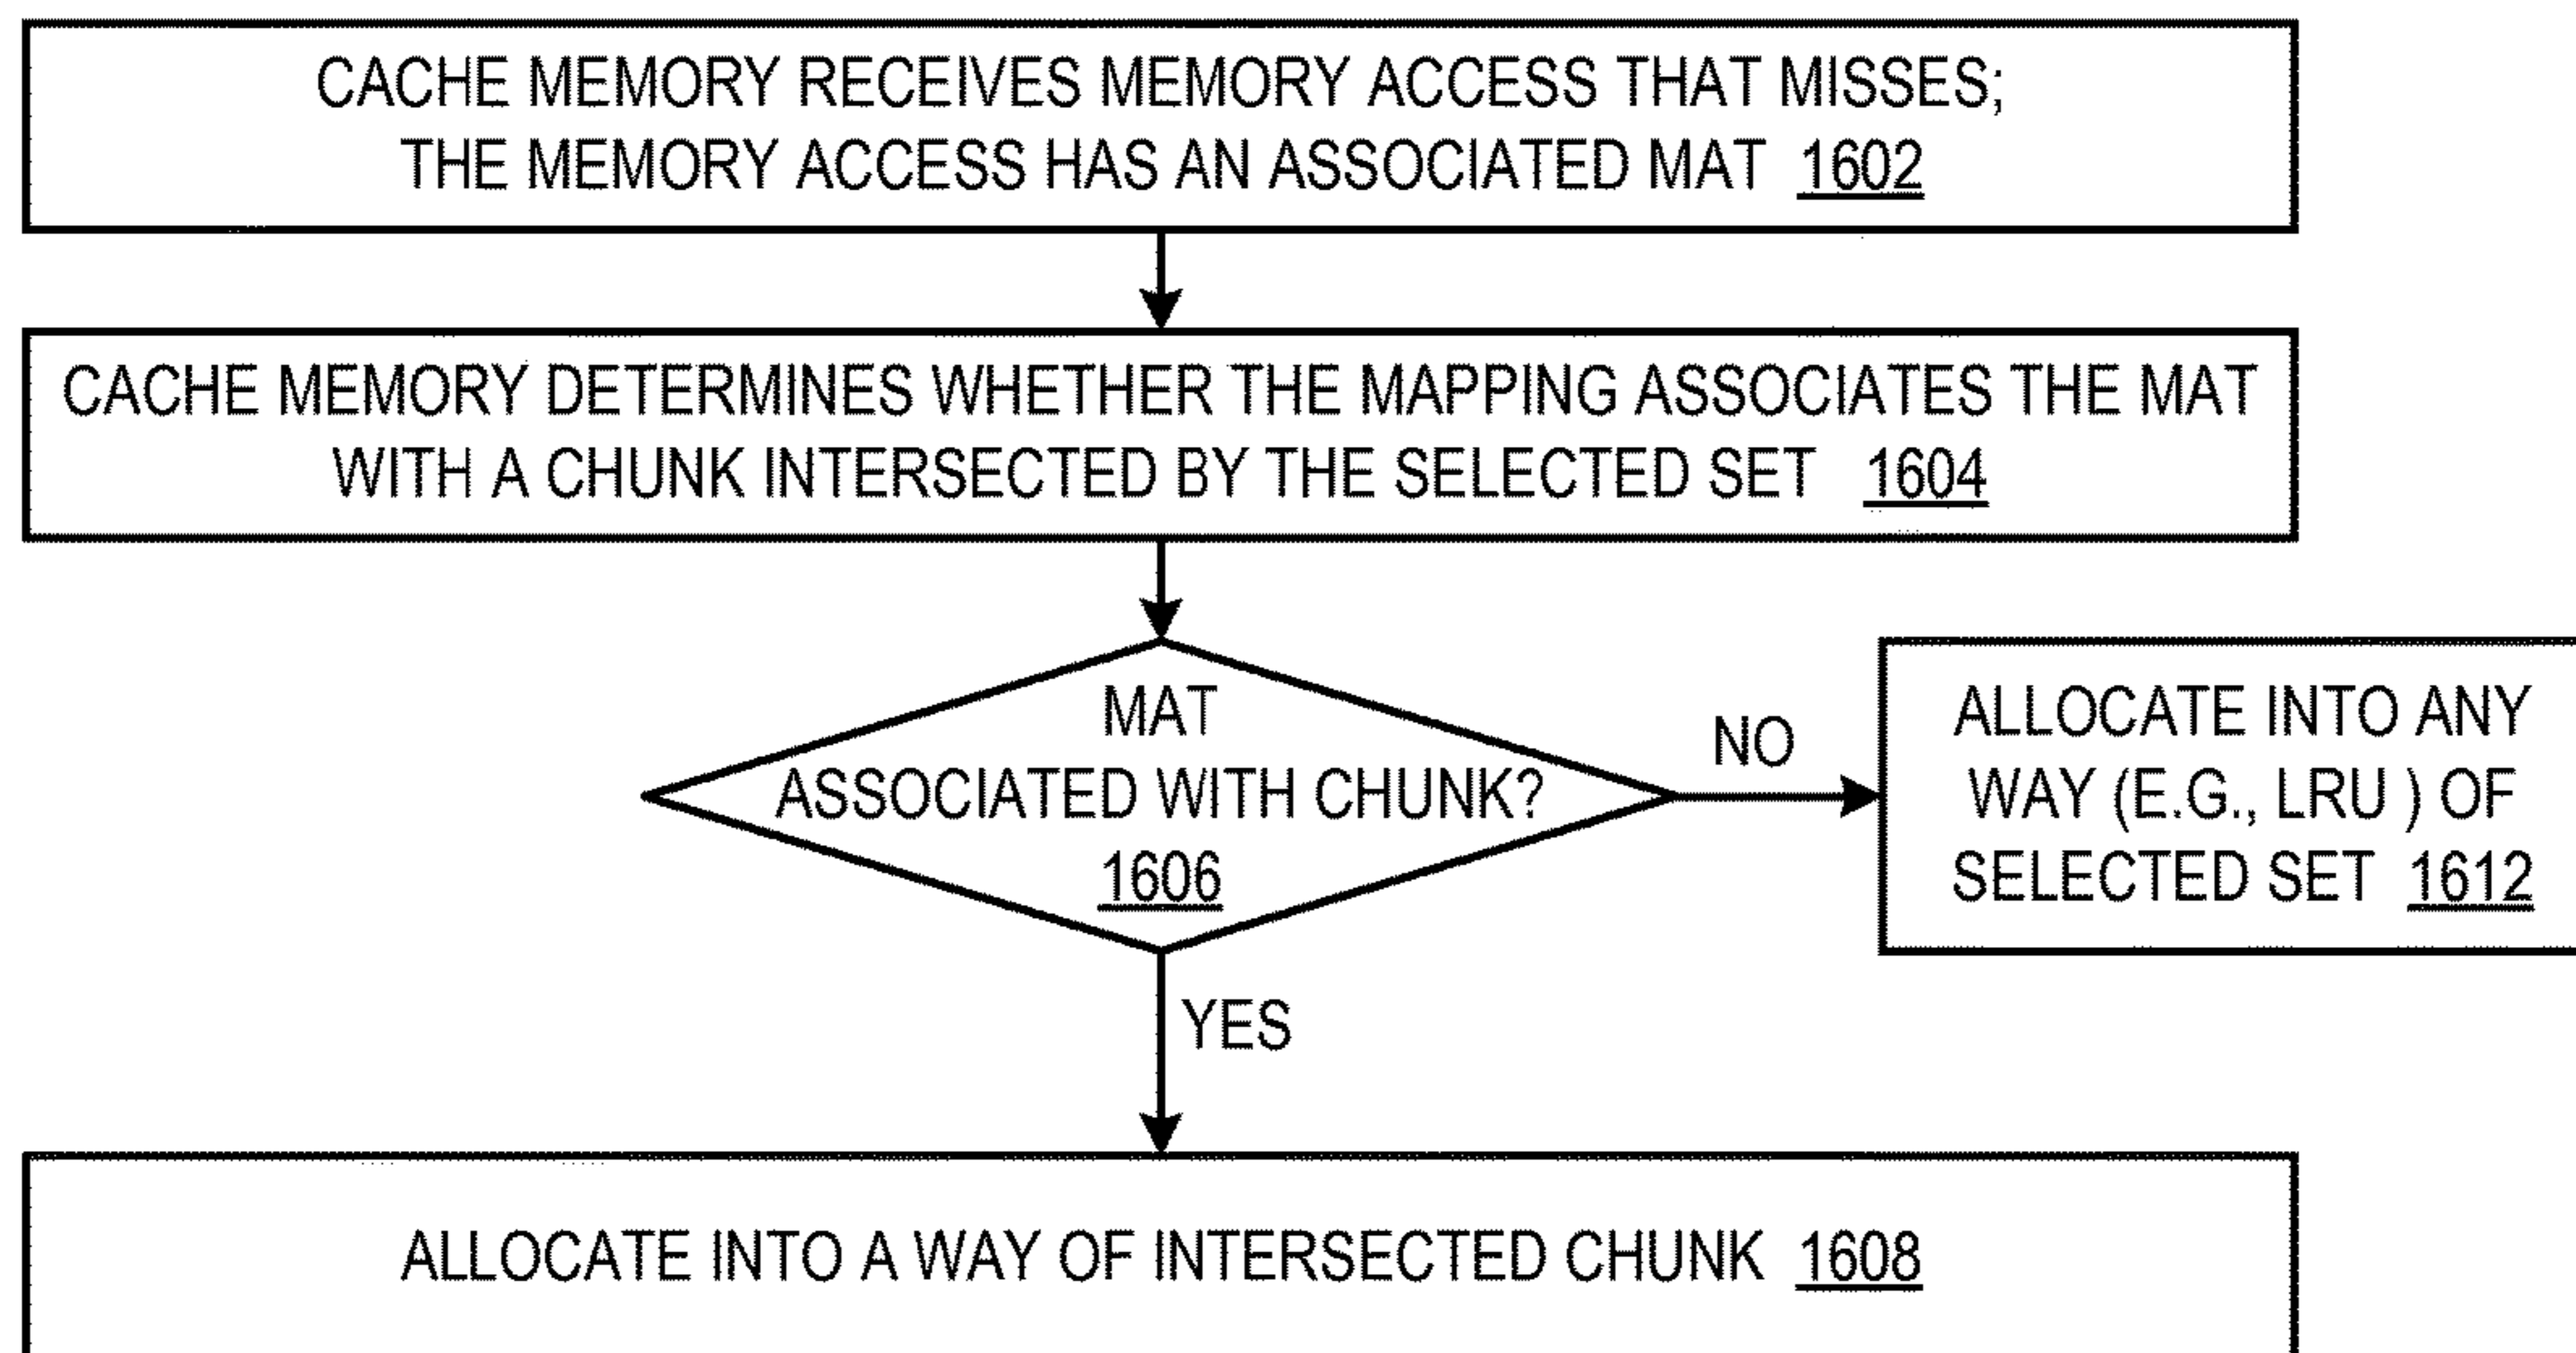 CACHE MEMORY RECEIVES MEMORY ACCESS THAT MISSES;
THE MEMORY ACCESS HAS AN ASSOCIATED MAT 1602
CACHE MEMORY DETERMINES WHETHER THE MAPPING ASSOCIATES THE MAT
WITH A CHUNK INTERSECTED BY THE SELECTED SET 1604
MAT
ASSOCIATED WITH CHUNK?
1606
NO
ALLOCATE INTO ANY
WAY (E.G., LRU ) OF
SELECTED SET 1612
YES
ALLOCATE INTO A WAY OF INTERSECTED CHUNK 1608